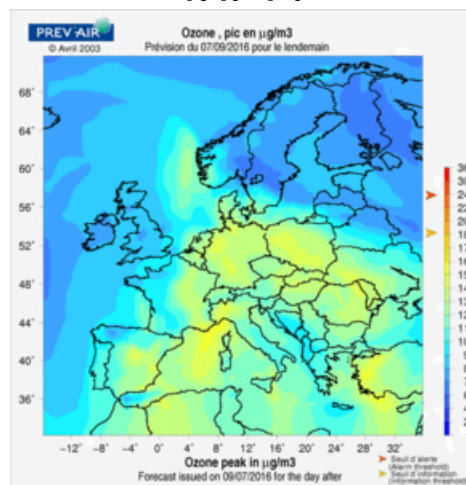 PREV'AIR
© Avril 2003
Ozone , pic en µg/m3
Prévision du 07/09/2016 pour le lendemain
68°
64°
60°
56°
52°
48°
44°
40°
36°
-12° -8° -4° 0° 4° 8° 12° 16° 20° 24° 28° 32°
Ozone peak in µg/m3
Forecast issued on 09/07/2016 for the day after
Seuil d'alerte
(Alarm threshold)
Seuil d'information
(Information threshold)